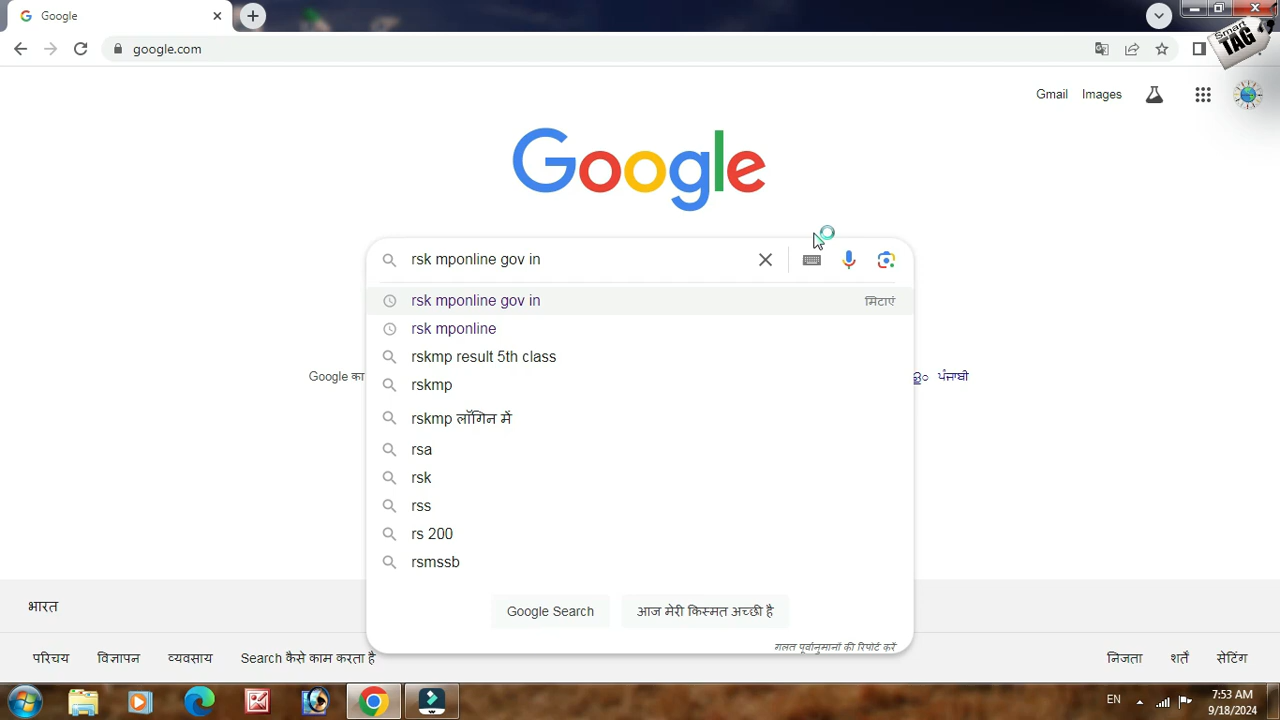 Google
google.com
Smart
TAG
Gmail Images
Google
rsk mponline gov in
rsk mponline gov in मिटाएं
rsk mponline
rskmp result 5th class
Google का
ਪੰਜਾਬੀ
rskmp
rskmp लॉगिन में
rsa
rsk
rss
rs 200
rsmssb
Google Search आज मेरी किस्मत अच्छी है
भारत
गलत पूर्वानुमानों की रिपोर्ट करें
परिचय विज्ञापन व्यवसाय Search कैसे काम करता है निजता शर्तें सेटिंग
EN 7:53 AM
9/18/2024